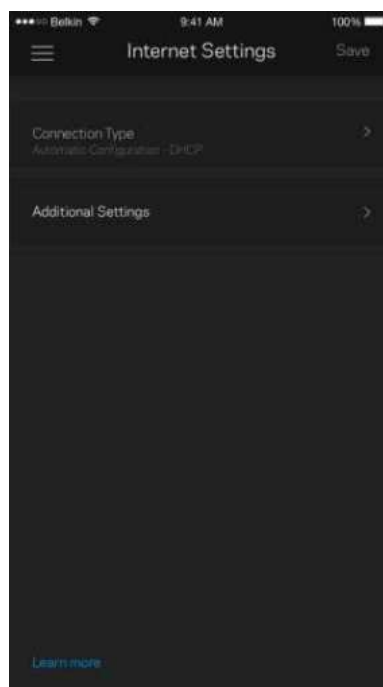 Belkin 9:41 AM 100%
Internet Settings Save
Connection Type
Automatic Configuration - DHCP
Additional Settings
Learn more